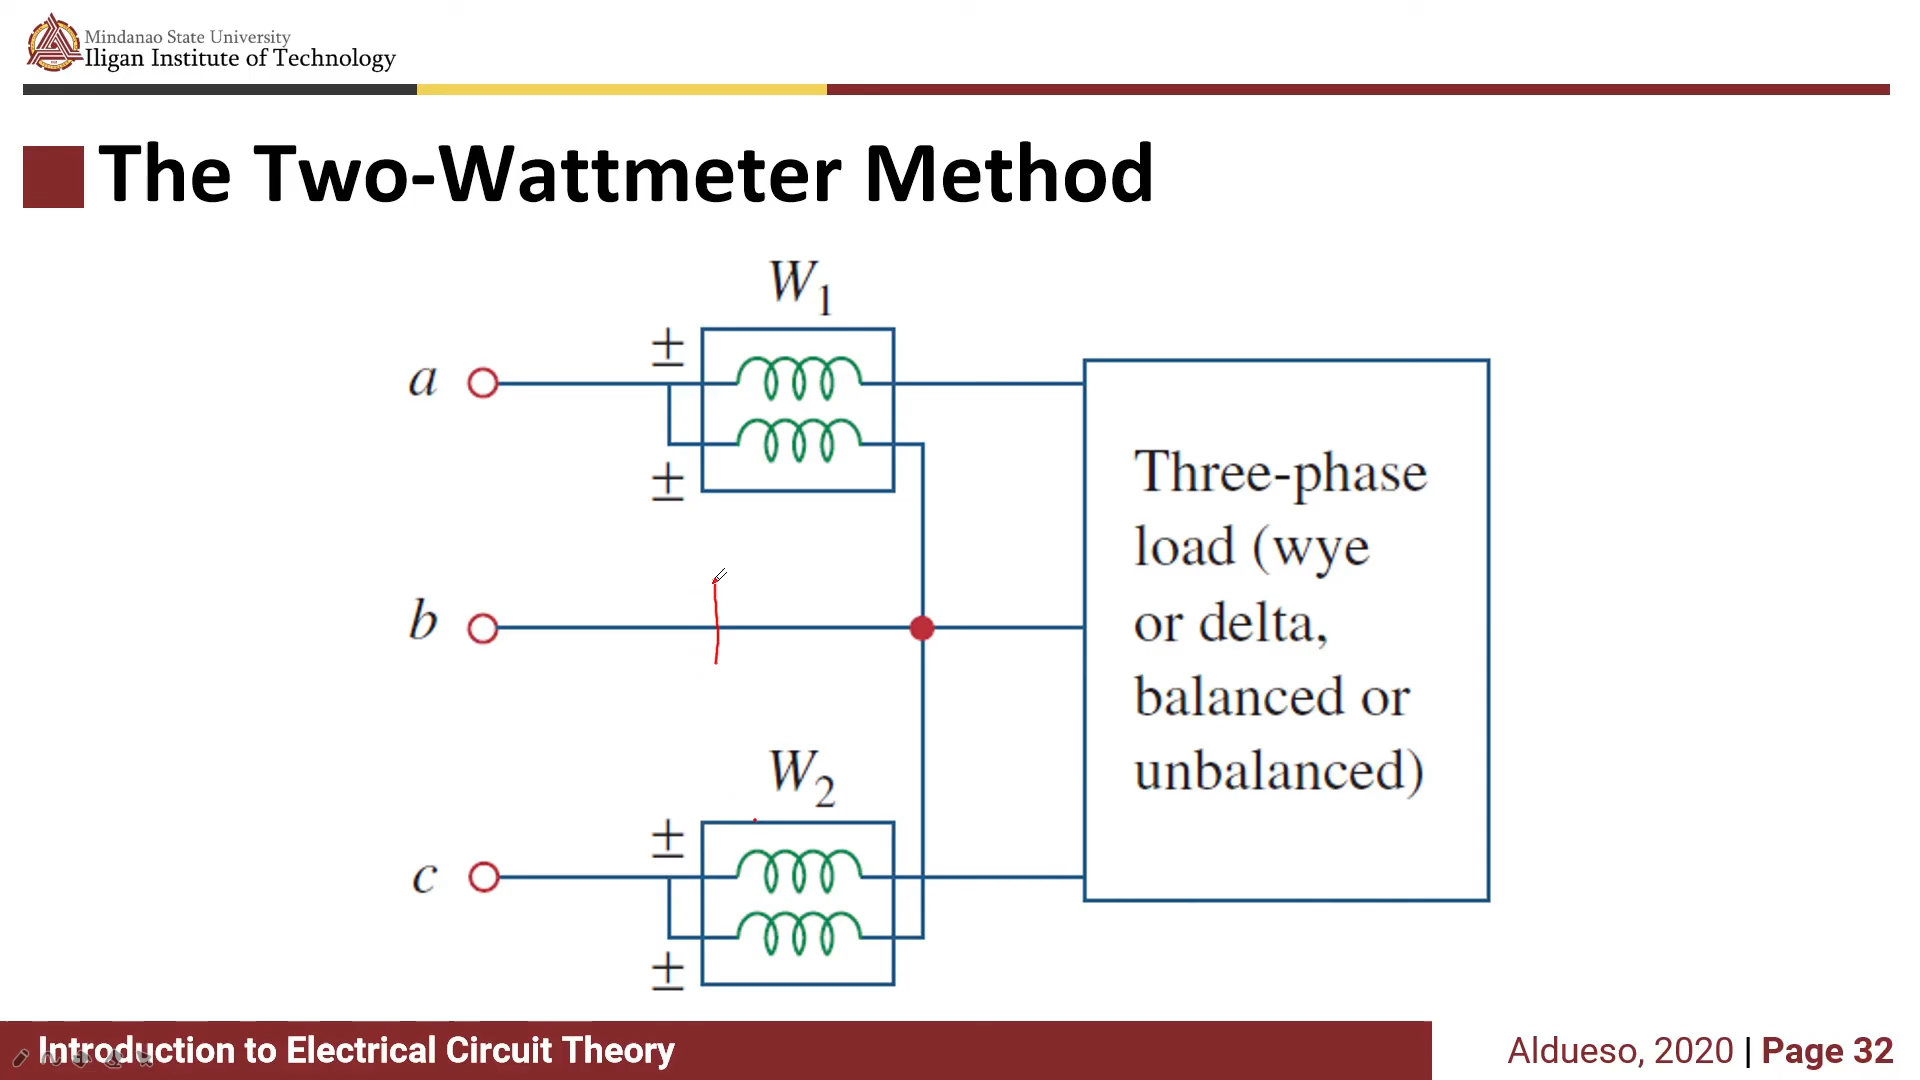 Mindanao State University
Iligan Institute of Technology
The Two-Wattmeter Method
W1
±
a
±
Three-phase
load (wye
or delta,
balanced or
unbalanced)
b
W2
±
c
±
Introduction to Electrical Circuit Theory
Aldueso, 2020 | Page 32